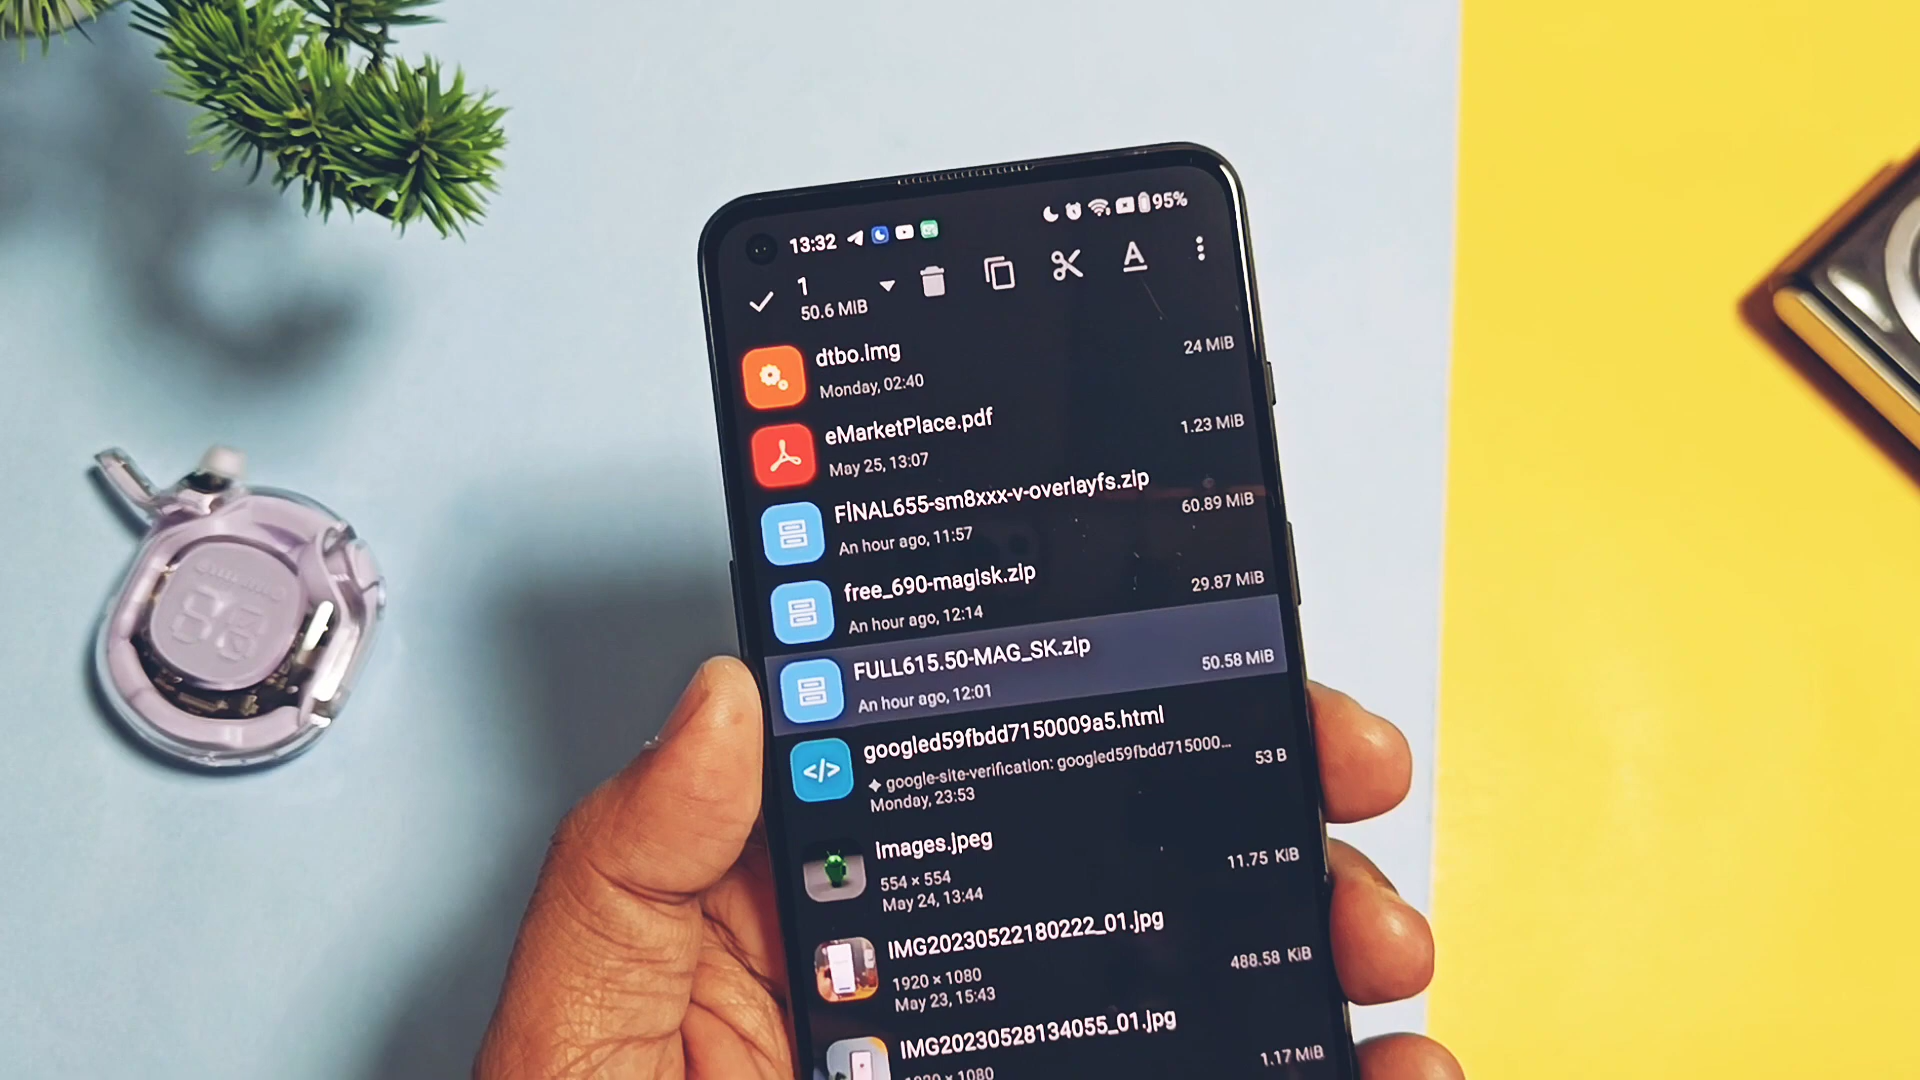 13:32
95%
1
50.6 MiB
dtbo.img
24 MiB
Monday, 02:40
eMarketPlace.pdf
1.23 MiB
May 25, 13:07
FINAL655-sm8xxx-v-overlayfs.zip
60.89 MiB
An hour ago, 11:57
free_690-magisk.zip
29.87 MiB
An hour ago, 12:14
FULL615.50-MAG_SK.zip
50.58 MiB
An hour ago, 12:01
googled59fbdd7150009a5.html
google-site-verification: googled59fbdd715000...
53 B
Monday, 23:53
images.jpeg
554 × 554
11.75 KiB
May 24, 13:44
IMG20230522180222_01.jpg
1920 × 1080
488.58 KiB
May 23, 15:43
IMG20230528134055_01.jpg
1920 × 1080
1.17 MiB